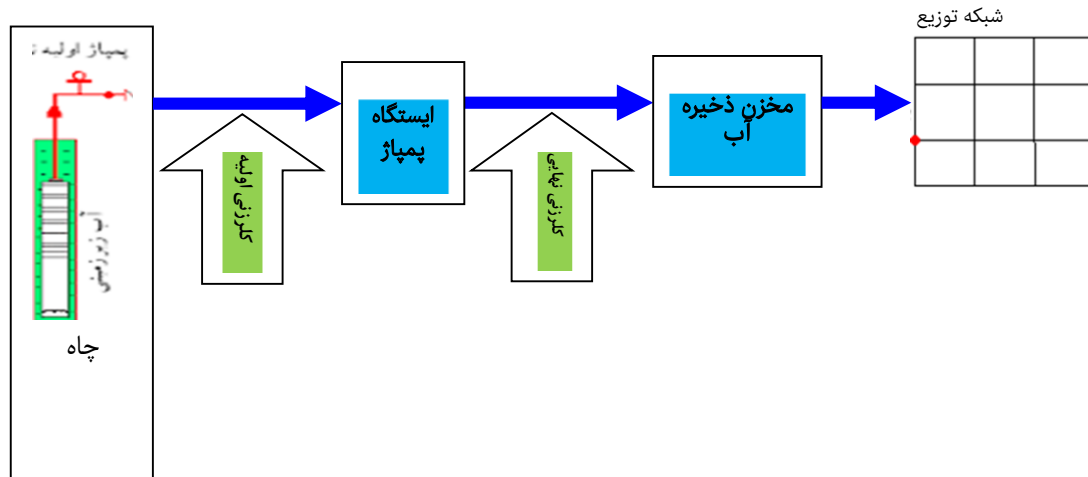 شبکه توزیع
پمپاژ اولیه
آب زیرزمینی
چاه
کلرزنی اولیه
ایستگاه
پمپاژ
کلرزنی نهایی
مخزن ذخیره
آب